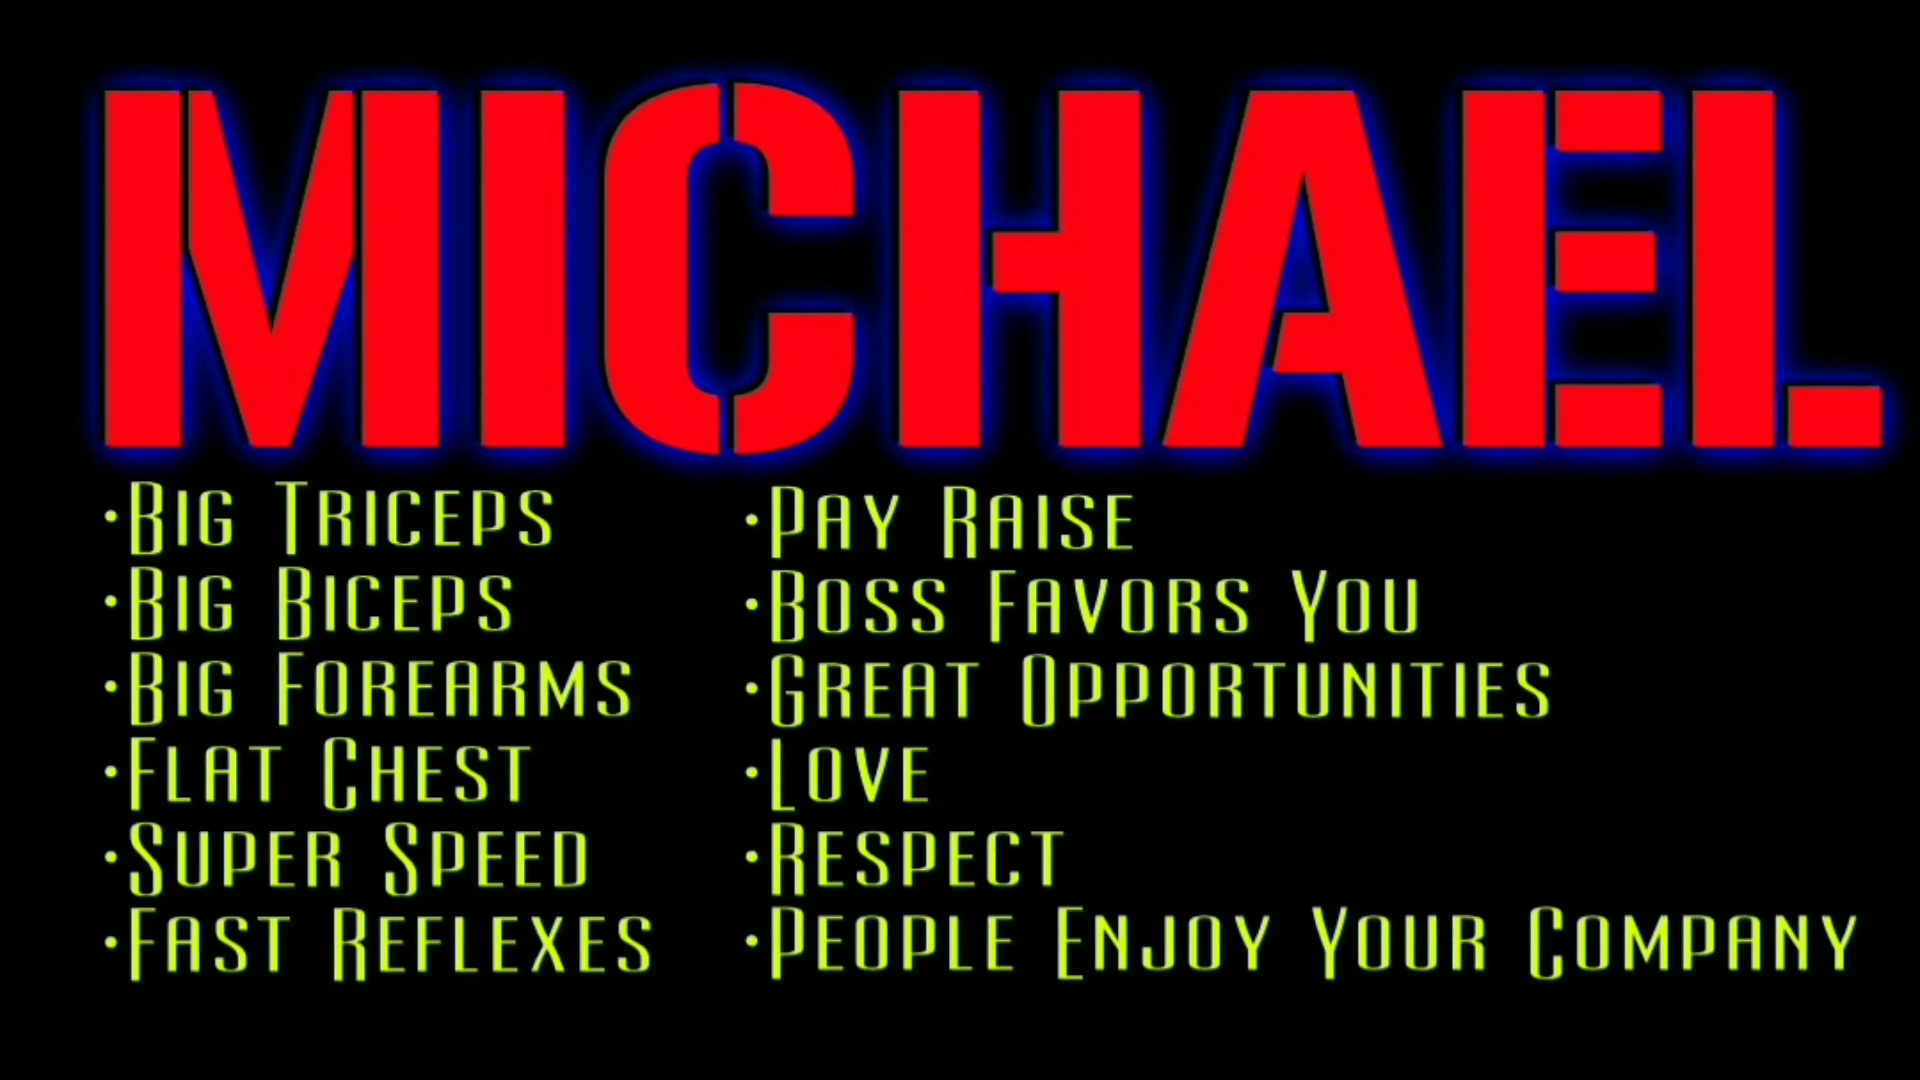 MICHAEL
·Big Triceps
·Big Biceps
·Big Forearms
·Flat Chest
·Super Speed
·Fast Reflexes
·Pay Raise
·Boss Favors You
·Great Opportunities
·Love
·Respect
·People Enjoy Your Company